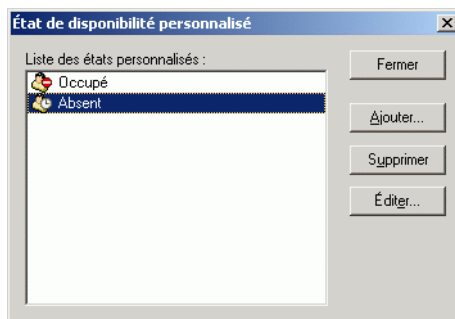 État de disponibilité personnalisé
Liste des états personnalisés :
Occupé
Absent
Fermer
Ajouter...
Supprimer
Éditer...